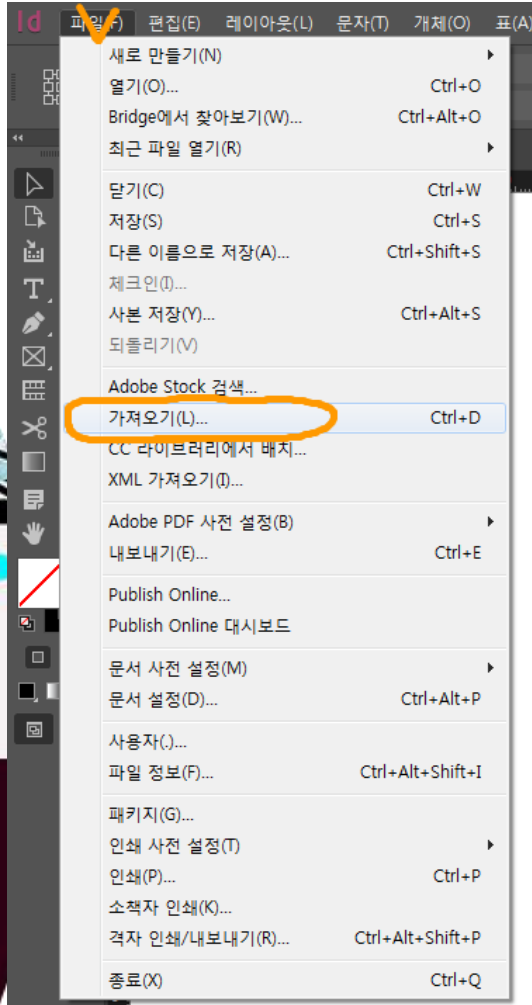 Id 파일(F) 편집(E) 레이아웃(L) 문자(T) 개체(O) 표(A)
새로 만들기(N)
열기(O)... Ctrl+O
Bridge에서 찾아보기(W)... Ctrl+Alt+O
최근 파일 열기(R)
닫기(C) Ctrl+W
저장(S) Ctrl+S
다른 이름으로 저장(A)... Ctrl+Shift+S
체크인(I)...
사본 저장(Y)... Ctrl+Alt+S
되돌리기(V)
Adobe Stock 검색...
가져오기(L)... Ctrl+D
CC 라이브러리에서 배치...
XML 가져오기(I)...
Adobe PDF 사전 설정(B)
내보내기(E)... Ctrl+E
Publish Online...
Publish Online 대시보드
문서 사전 설정(M)
문서 설정(D)... Ctrl+Alt+P
사용자(.)...
파일 정보(F)... Ctrl+Alt+Shift+I
패키지(G)...
인쇄 사전 설정(T)
인쇄(P)... Ctrl+P
소책자 인쇄(K)...
격자 인쇄/내보내기(R)... Ctrl+Alt+Shift+P
종료(X) Ctrl+Q